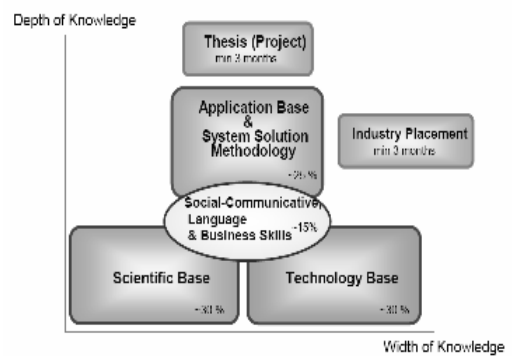 Depth of Knowledge
Thesis (Project)
min 3 months
Application Base
&
System Solution
Methodology
~25 %
Industry Placement
min 3 months
Social-Communicative,
Language
& Business Skills
~15%
Scientific Base
~30 %
Technology Base
~30 %
Width of Knowledge